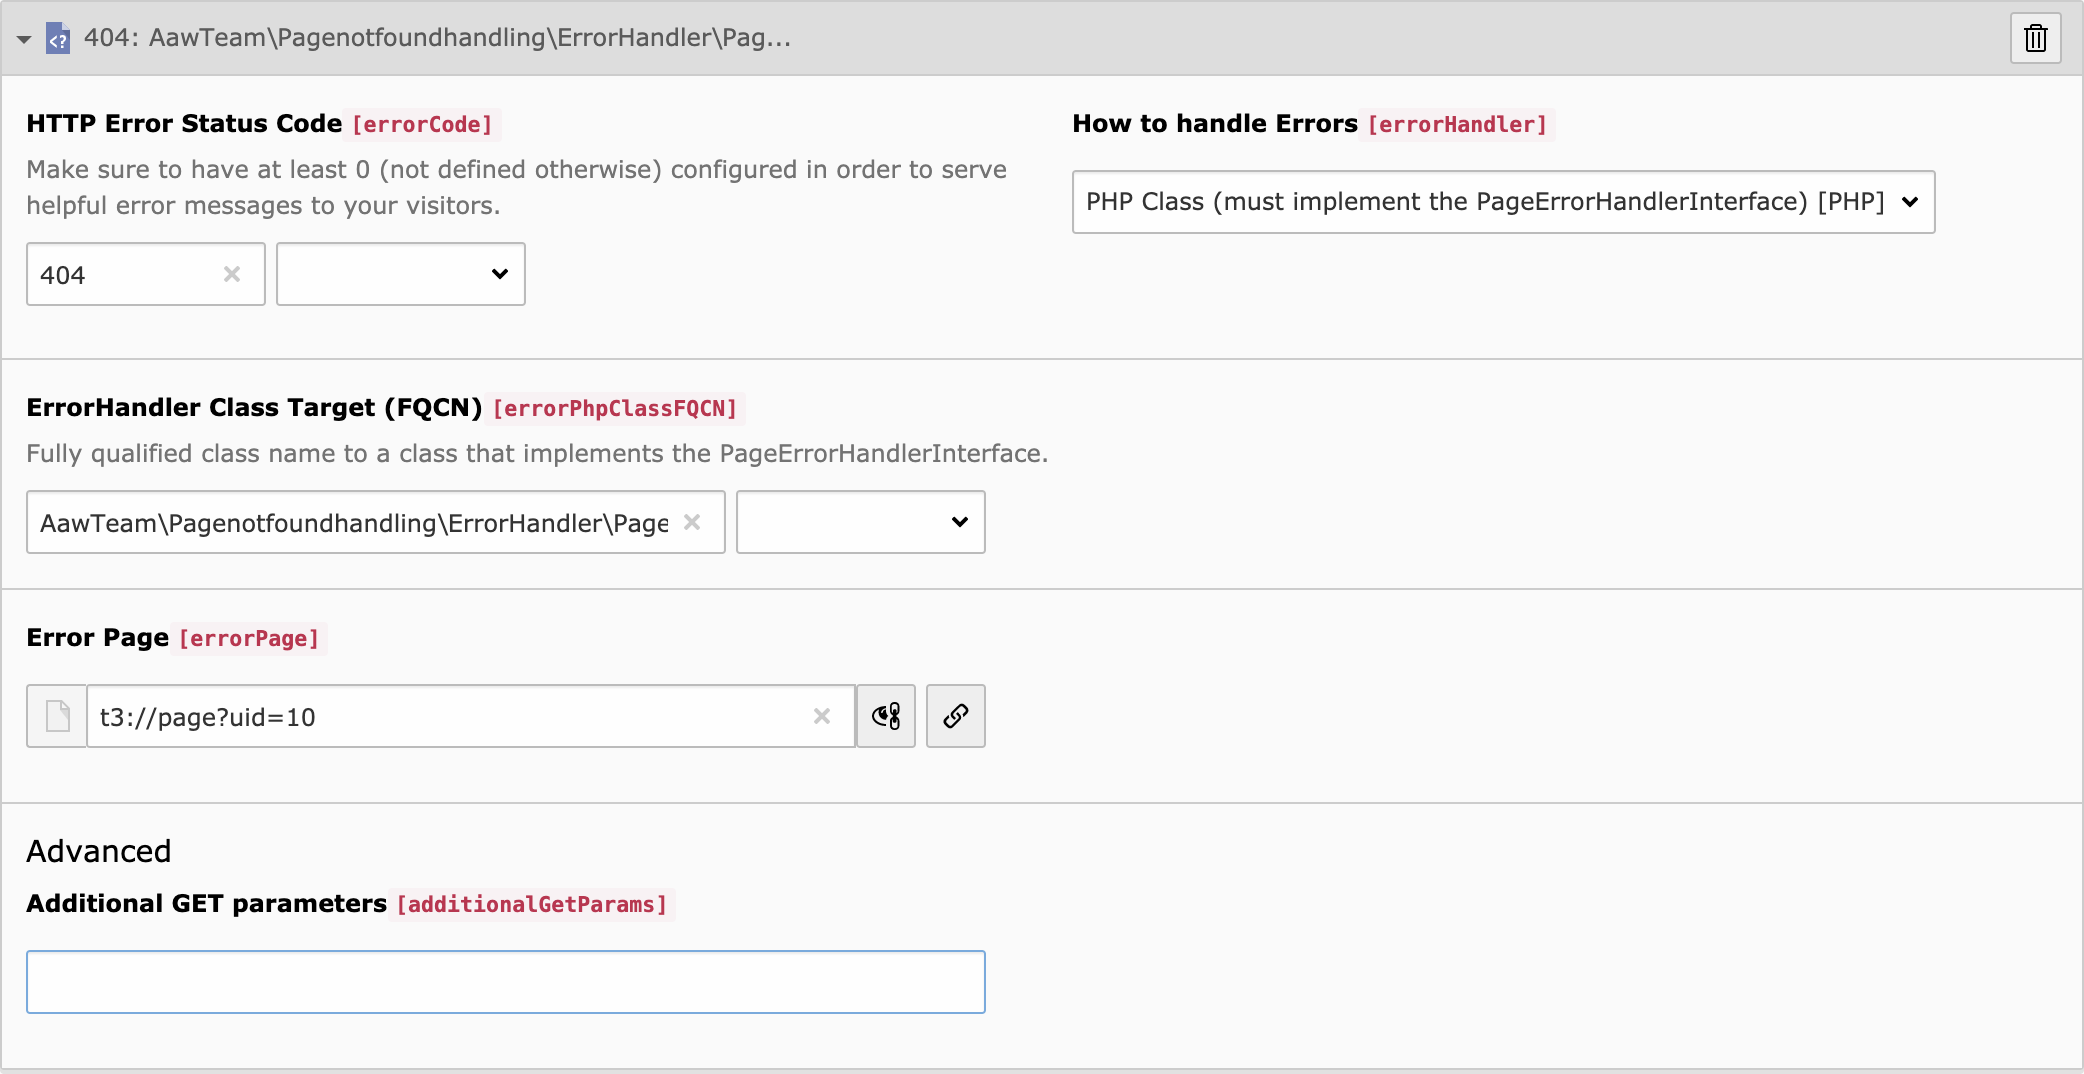 404: AawTeam\Pagenotfoundhandling\ErrorHandler\Pag...
HTTP Error Status Code [errorCode]
Make sure to have at least 0 (not defined otherwise) configured in order to serve
helpful error messages to your visitors.
404
How to handle Errors [errorHandler]
PHP Class (must implement the PageErrorHandlerInterface) [PHP]
ErrorHandler Class Target (FQCN) [errorPhpClassFQCN]
Fully qualified class name to a class that implements the PageErrorHandlerInterface.
AawTeam\Pagenotfoundhandling\ErrorHandler\Page
Error Page [errorPage]
t3://page?uid=10
Advanced
Additional GET parameters [additionalGetParams]